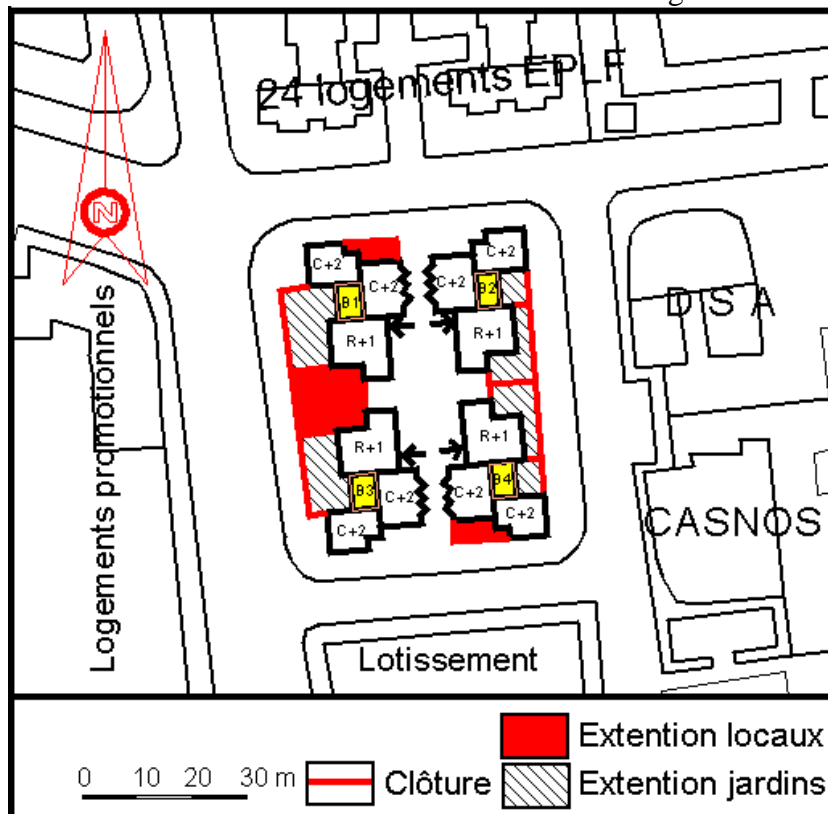 24 logements EPLF
N
C+2
C+2
C+2
C+2
B1
B2
R+1
R+1
D S A
Logements promotionnels
R+1
R+1
B3
B4
C+2
C+2
C+2
C+2
CASNOS
Lotissement
Extention locaux
0 10 20 30 m
Clôture
Extention jardins